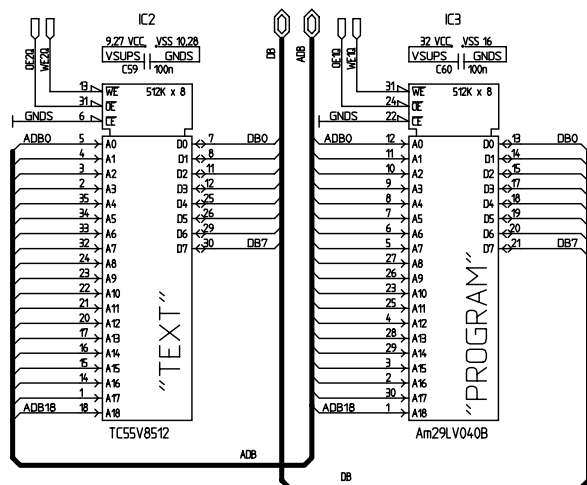 IC2
9,27 VCC VSS 10,28
VSUPS GNDS
C59 100n
OE2Q
WE2Q
13 WE 512K x 8
31 OE
GNDS 6 CE
ADB0 5 A0 D0 7 DB0
4 A1 D1 8
3 A2 D2 11
2 A3 D3 12
35 A4 D4 25
34 A5 D5 26
33 A6 D6 29
32 A7 D7 30 DB7
24 A8
23 A9
22 A10
21 A11
20 A12
17 A13
16 A14
15 A15
14 A16
1 A17
ADB18 18 A18
"TEXT"
TC55V8512
ADB
DB
ADB
IC3
32 VCC VSS 16
VSUPS GNDS
C60 100n
OE1Q
WE1Q
31 WE 512K x 8
24 OE
GNDS 22 CE
ADB0 12 A0 D0 13 DB0
11 A1 D1 14
10 A2 D2 15
9 A3 D3 17
8 A4 D4 18
7 A5 D5 19
6 A6 D6 20
5 A7 D7 21 DB7
27 A8
26 A9
23 A10
25 A11
4 A12
28 A13
29 A14
3 A15
2 A16
30 A17
ADB18 1 A18
"PROGRAM"
Am29LV040B
DB